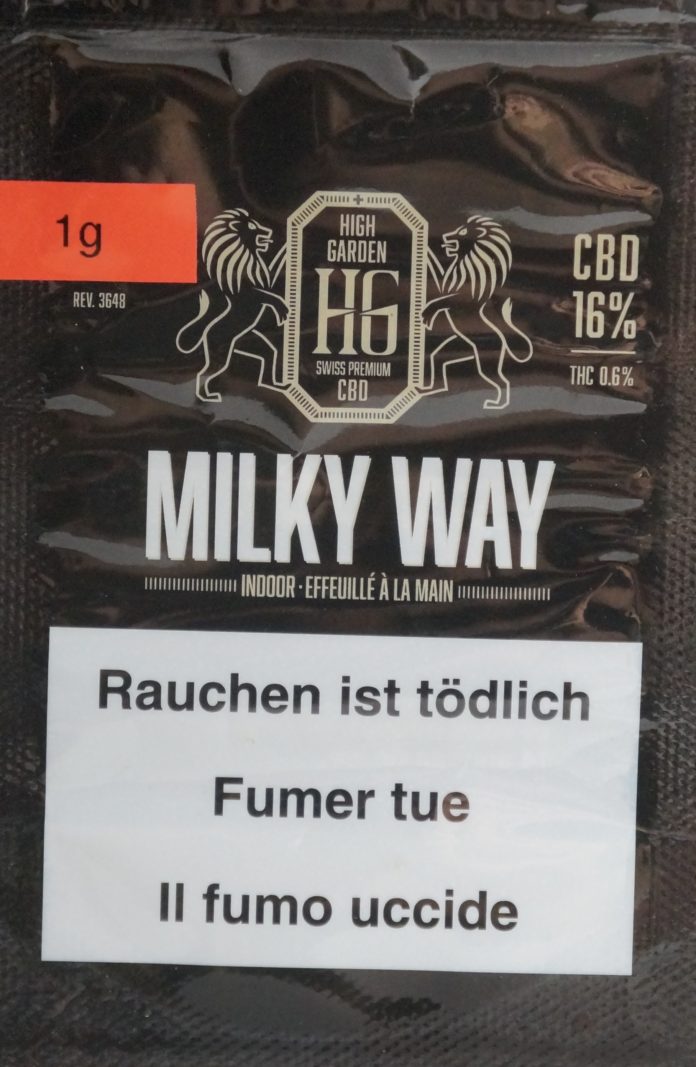 1g
REV. 3648
HIGH
GARDEN
HG
SWISS PREMIUM
CBD
CBD
16%
THC 0.6%
MILKY WAY
INDOOR · EFFEUILLÉ À LA MAIN
Rauchen ist tödlich
Fumer tue
Il fumo uccide